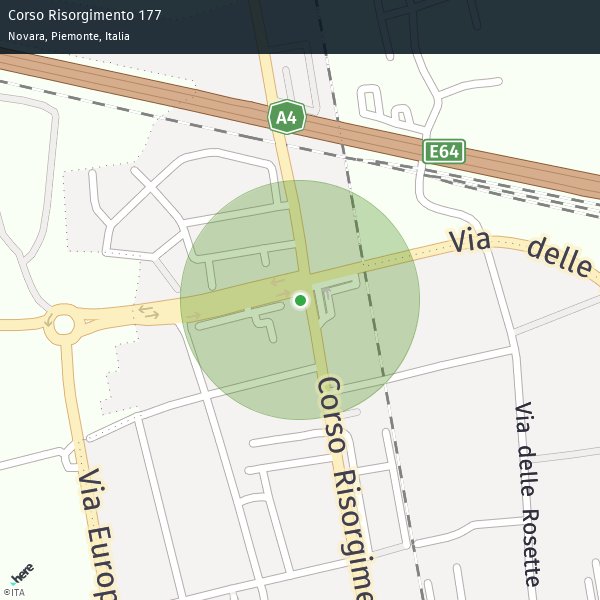 Corso Risorgimento 177
Novara, Piemonte, Italia
A4
E64
Via delle
Corso Risorgime
Via delle Rosette
Via Europ
here
©ITA